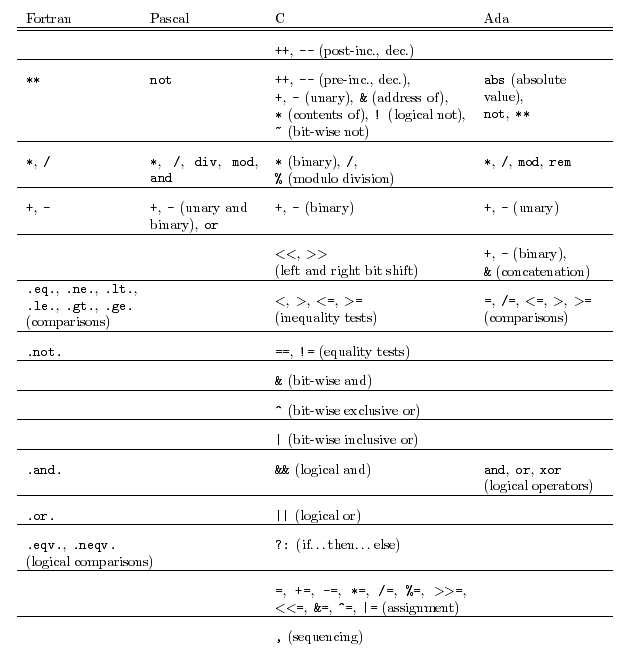 Fortran Pascal C Ada
++, -- (post-inc., dec.)
** not ++, -- (pre-inc., dec.), abs (absolute
+, - (unary), & (address of), value),
* (contents of), ! (logical not), not, **
~ (bit-wise not)
*, / *, /, div, mod, * (binary), /, *, /, mod, rem
and % (modulo division)
+, - +, - (unary and +, - (binary) +, - (unary)
binary), or
<<, >> +, - (binary),
(left and right bit shift) & (concatenation)
.eq., .ne., .lt.,
.le., .gt., .ge. <, >, <=, >= =, /=, <=, >, >=
(comparisons) (inequality tests) (comparisons)
.not. ==, != (equality tests)
& (bit-wise and)
^ (bit-wise exclusive or)
| (bit-wise inclusive or)
.and. && (logical and) and, or, xor
(logical operators)
.or. || (logical or)
.eqv., .neqv. ?: (if...then...else)
(logical comparisons)
=, +=, -=, *=, /=, %=, >>=,
<<=, &=, ^=, |= (assignment)
, (sequencing)